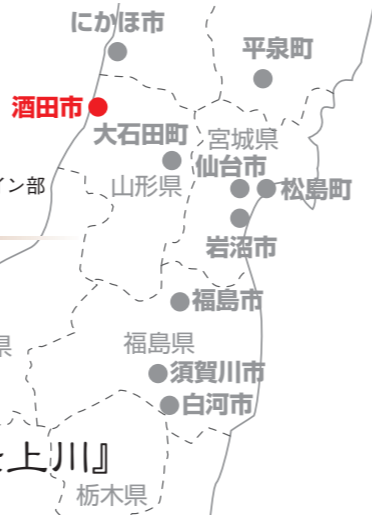 にかほ市
平泉町
酒田市
大石田町
宮城県
仙台市
イン部
山形県
松島町
岩沼市
福島市
県
福島県
須賀川市
白河市
上川』
栃木県